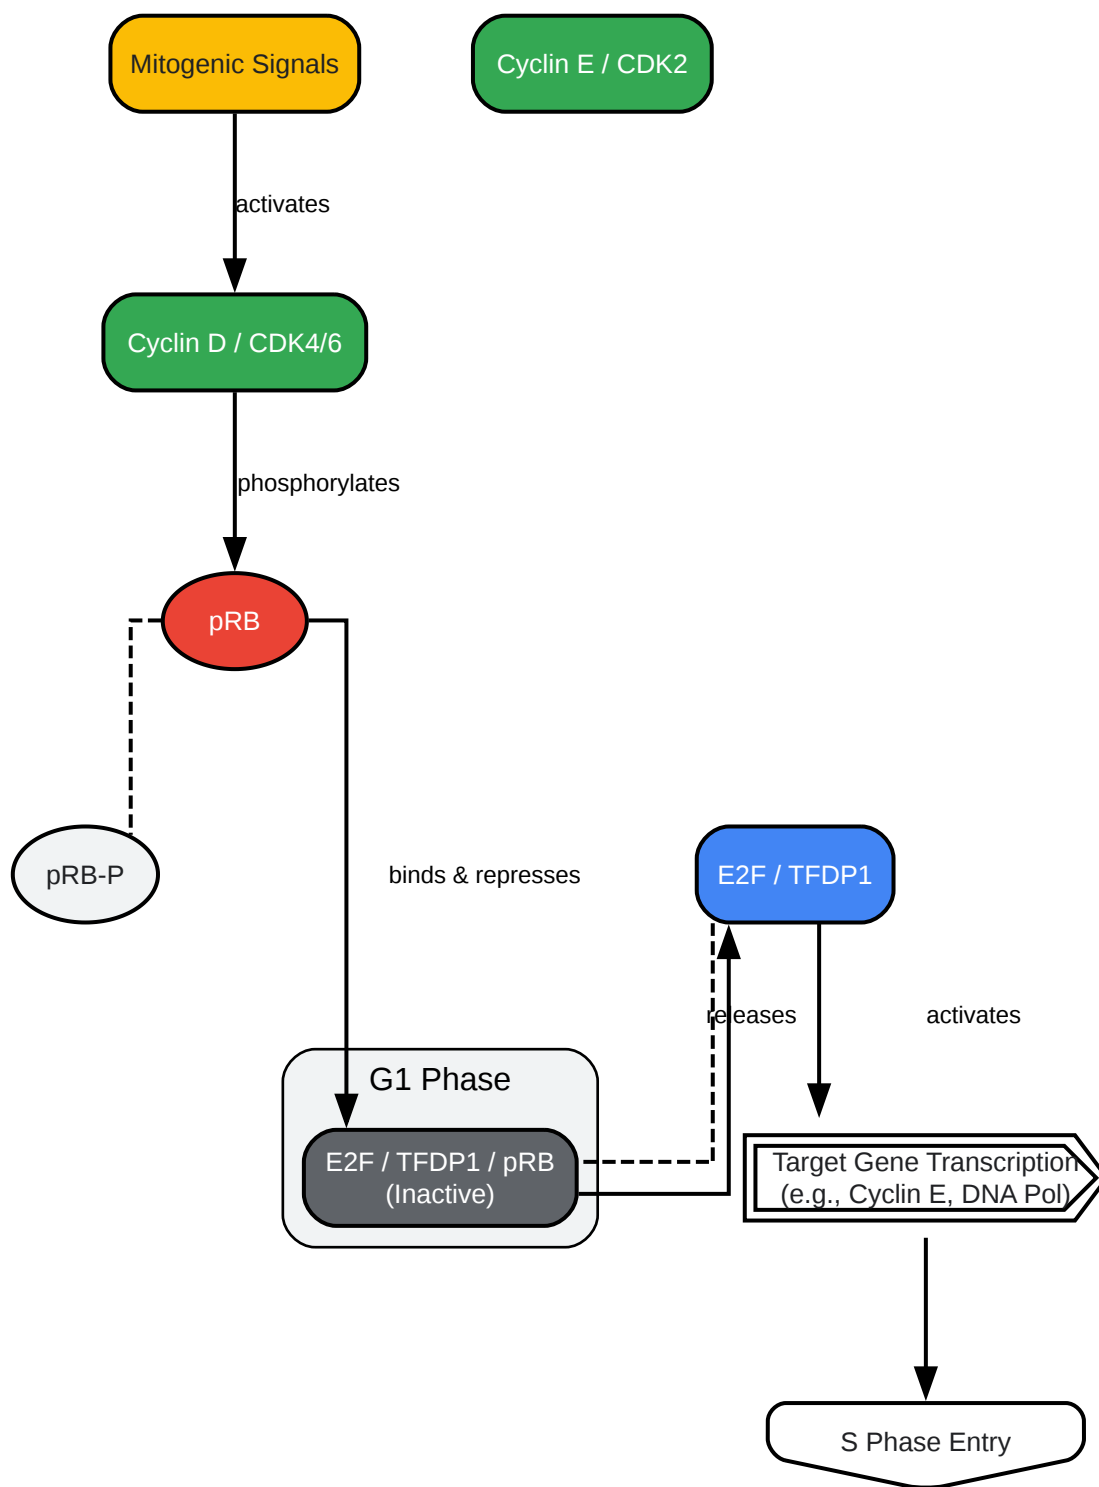 Mitogenic Signals
Cyclin E / CDK2
activates
Cyclin D / CDK4/6
phosphorylates
pRB
pRB-P
binds & represses
E2F / TFDP1
releases
activates
G1 Phase
E2F / TFDP1 / pRB
(Inactive)
Target Gene Transcription
(e.g., Cyclin E, DNA Pol)
S Phase Entry